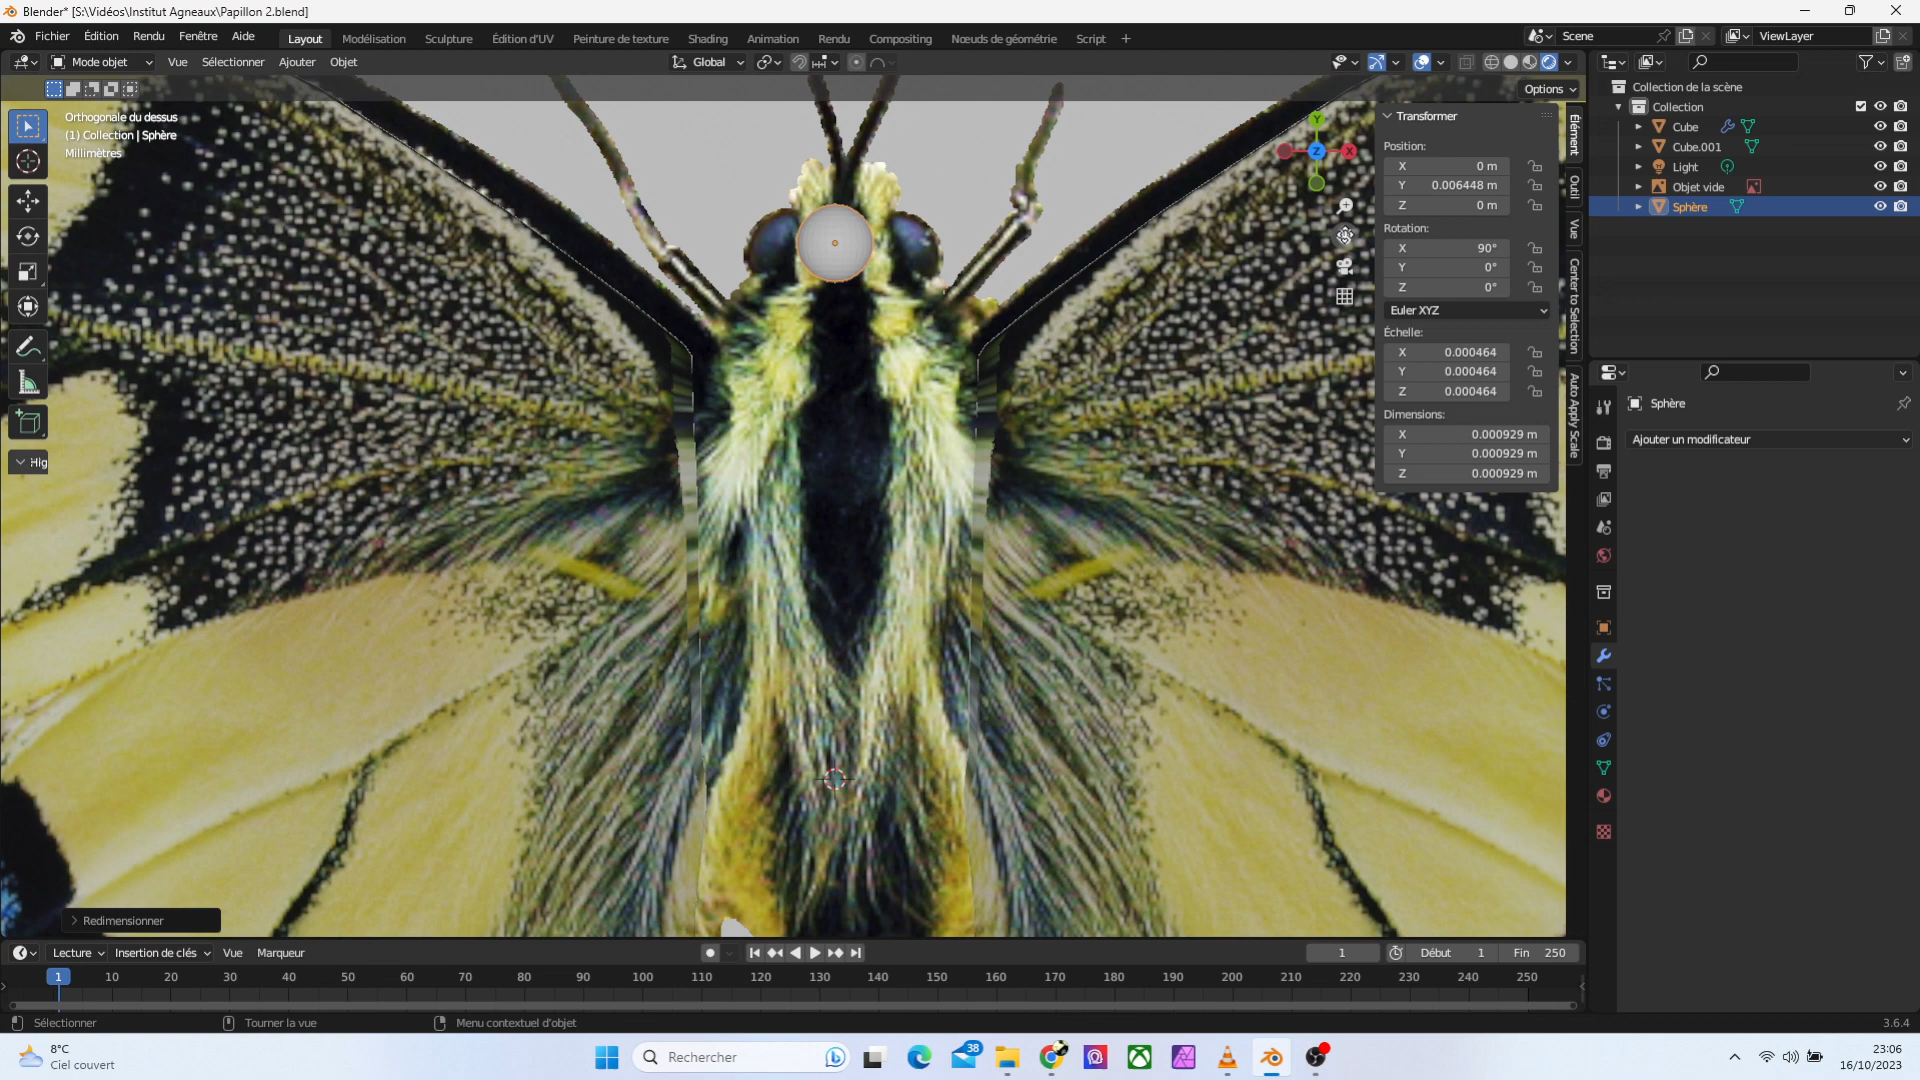 Blender* [S:\Vidéos\Institut Agneaux\Papillon 2.blend]
Fichier Édition Rendu Fenêtre Aide Layout Modélisation Sculpture Édition d'UV Peinture de texture Shading Animation Rendu Compositing Nœuds de géométrie Script + Scene ViewLayer
Mode objet Vue Sélectionner Ajouter Objet Global
Options
Orthogonale du dessus
(1) Collection | Sphère
Millimètres
Y
Z X
Hig
Redimensionner
Transformer
Position:
X 0 m
Y 0.006448 m
Z 0 m
Rotation:
X 90°
Y 0°
Z 0°
Euler XYZ
Échelle:
X 0.000464
Y 0.000464
Z 0.000464
Dimensions:
X 0.000929 m
Y 0.000929 m
Z 0.000929 m
Élément
Outil
Vue
Center to Selection
Auto Apply Scale
Collection de la scène
Collection
Cube
Cube.001
Light
Objet vide
Sphère
Sphère
Ajouter un modificateur
Lecture Insertion de clés Vue Marqueur 1 Début 1 Fin 250
1 10 20 30 40 50 60 70 80 90 100 110 120 130 140 150 160 170 180 190 200 210 220 230 240 250
Sélectionner Tourner la vue Menu contextuel d'objet 3.6.4
8°C
Ciel couvert
Rechercher
38
23:06
16/10/2023